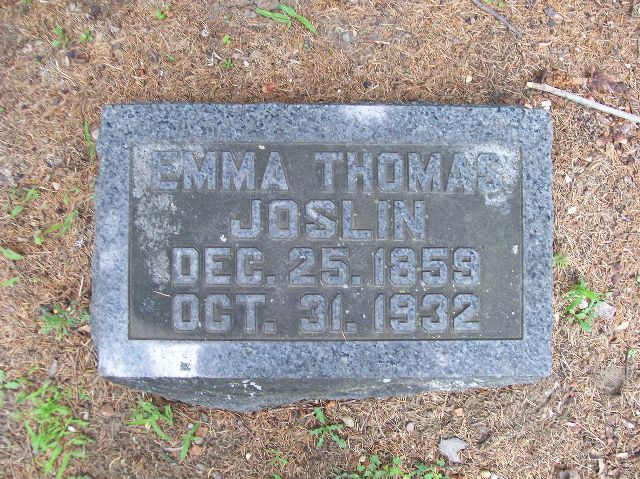 EMMA THOMAS
JOSLIN
DEC. 25. 1859
OCT. 31. 1932